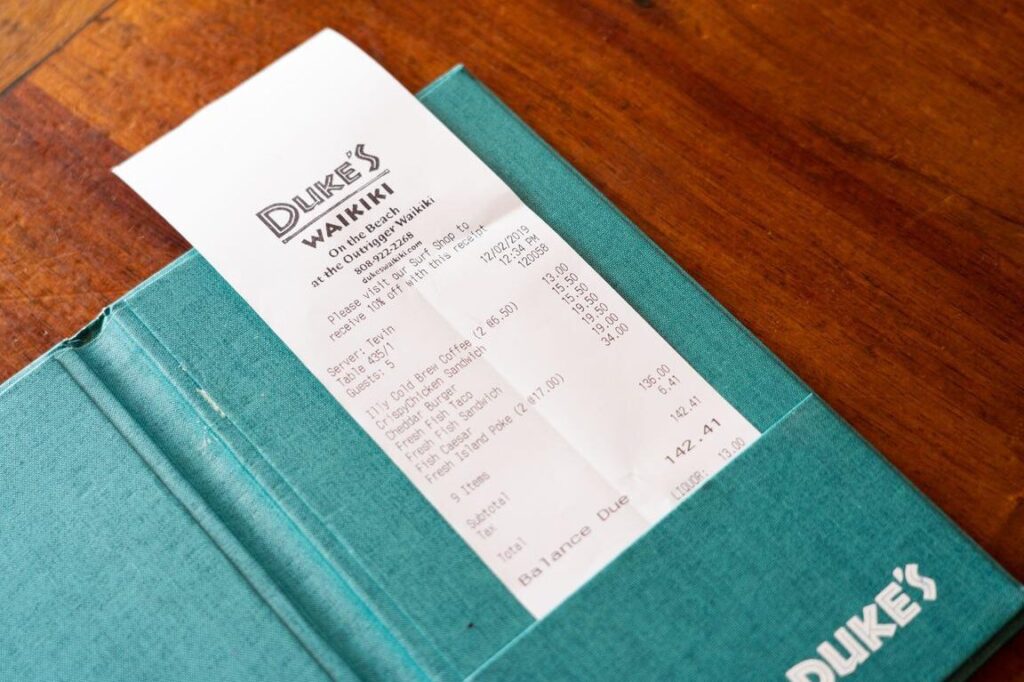 DUKE'S
WAIKIKI
On the Beach
at the Outrigger Waikiki
808-922-2268
dukeswaikiki.com
Please visit our Surf Shop to
receive 10% off with this receipt
Server: Tevin 12/02/2019
Table 435/1 12:34 PM
Guests: 5 120058
Illy Cold Brew Coffee (2 @6.50) 13.00
CrispyChicken Sandwich 15.50
Cheddar Burger 15.50
Fresh Fish Taco 19.50
Fresh Fish Sandwich 19.50
Fish Caesar 19.00
Fresh Island Poke (2 @17.00) 34.00
9 Items
Subtotal 136.00
Tax 6.41
Total 142.41
Balance Due 142.41
LIQUOR: 13.00
DUKE'S